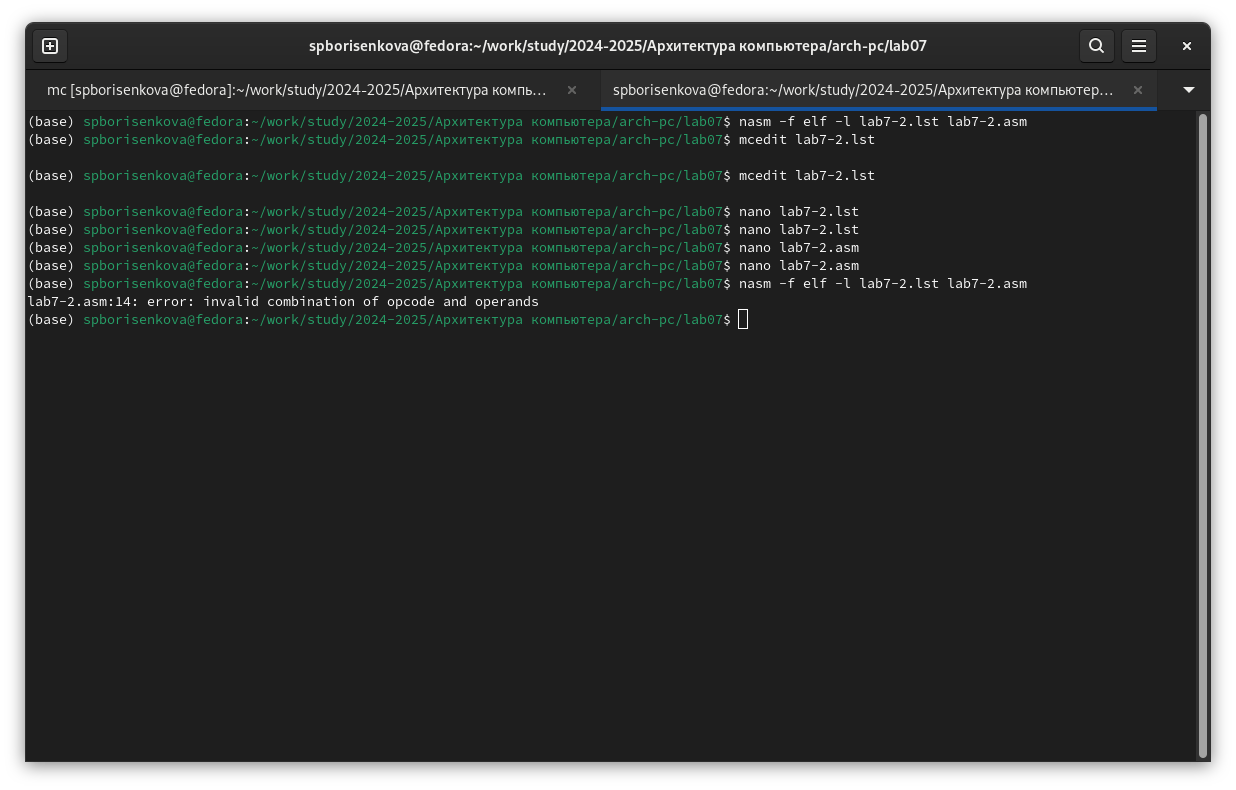 spborisenkova@fedora:~/work/study/2024-2025/Архитектура компьютера/arch-pc/lab07
mc [spborisenkova@fedora]:~/work/study/2024-2025/Архитектура компь… spborisenkova@fedora:~/work/study/2024-2025/Архитектура компьютер…
(base) spborisenkova@fedora:~/work/study/2024-2025/Архитектура компьютера/arch-pc/lab07$ nasm -f elf -l lab7-2.lst lab7-2.asm
(base) spborisenkova@fedora:~/work/study/2024-2025/Архитектура компьютера/arch-pc/lab07$ mcedit lab7-2.lst
(base) spborisenkova@fedora:~/work/study/2024-2025/Архитектура компьютера/arch-pc/lab07$ mcedit lab7-2.lst
(base) spborisenkova@fedora:~/work/study/2024-2025/Архитектура компьютера/arch-pc/lab07$ nano lab7-2.lst
(base) spborisenkova@fedora:~/work/study/2024-2025/Архитектура компьютера/arch-pc/lab07$ nano lab7-2.lst
(base) spborisenkova@fedora:~/work/study/2024-2025/Архитектура компьютера/arch-pc/lab07$ nano lab7-2.asm
(base) spborisenkova@fedora:~/work/study/2024-2025/Архитектура компьютера/arch-pc/lab07$ nano lab7-2.asm
(base) spborisenkova@fedora:~/work/study/2024-2025/Архитектура компьютера/arch-pc/lab07$ nasm -f elf -l lab7-2.lst lab7-2.asm
lab7-2.asm:14: error: invalid combination of opcode and operands
(base) spborisenkova@fedora:~/work/study/2024-2025/Архитектура компьютера/arch-pc/lab07$